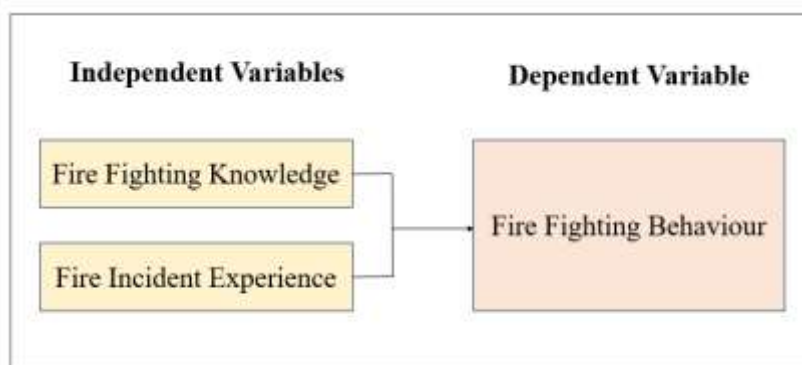 Independent Variables
Dependent Variable
Fire Fighting Knowledge
Fire Incident Experience
Fire Fighting Behaviour